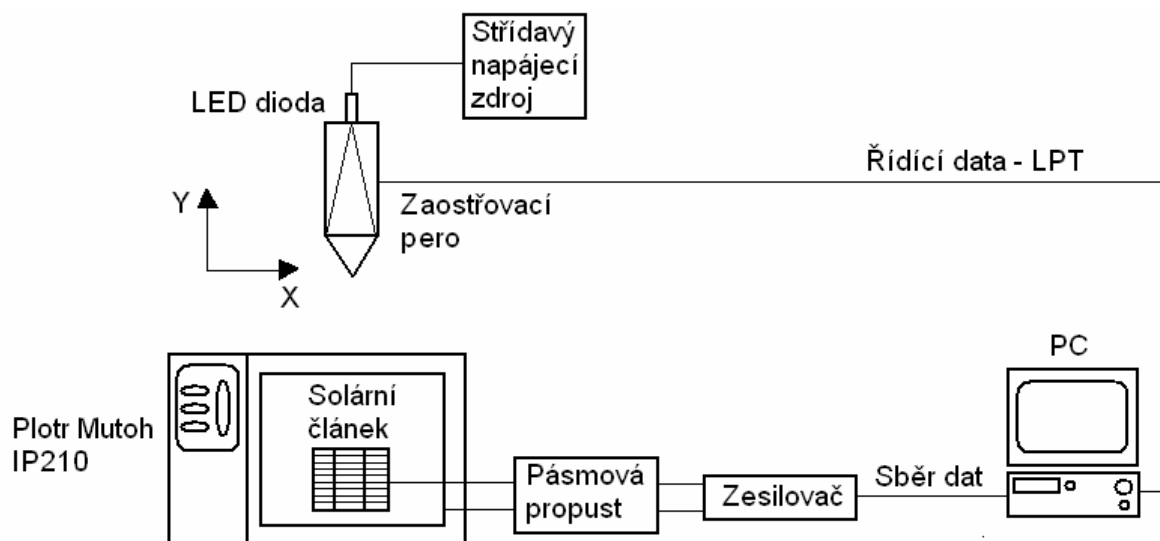 Střídavý
napájecí
zdroj
LED dioda
Řídící data - LPT
Y
Zaostřovací
pero
X
PC
Solární
článek
Plotr Mutoh
IP210
Pásmová
propust
Zesilovač
Sběr dat